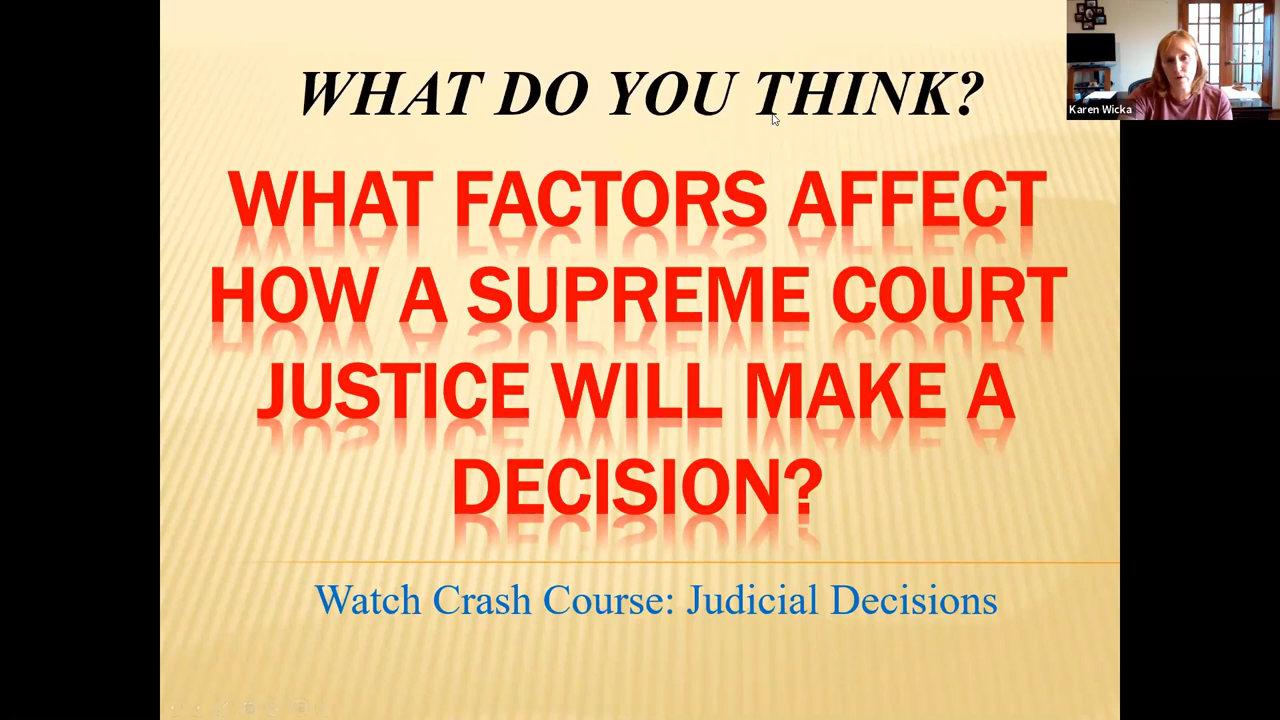 WHAT DO YOU THINK?
WHAT FACTORS AFFECT
HOW A SUPREME COURT
JUSTICE WILL MAKE A
DECISION?
Watch Crash Course: Judicial Decisions
Karen Wicka